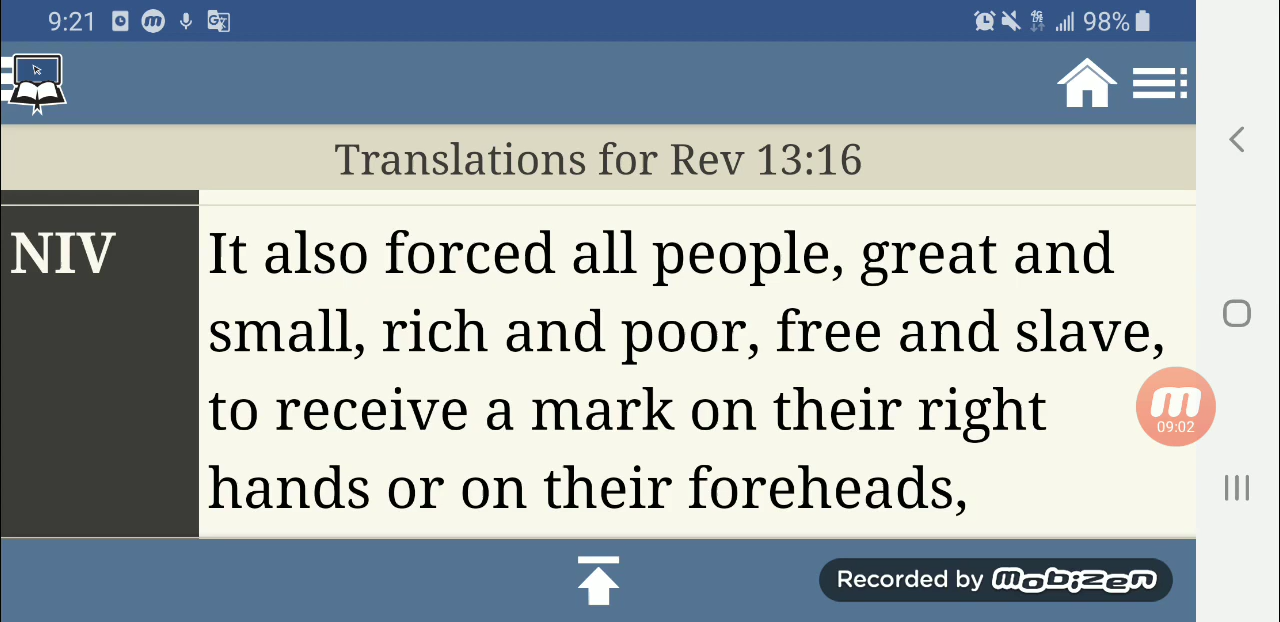 9:21
4G 98%
Translations for Rev 13:16
NIV
It also forced all people, great and
small, rich and poor, free and slave,
to receive a mark on their right
hands or on their foreheads,
m
09:02
Recorded by mobizen